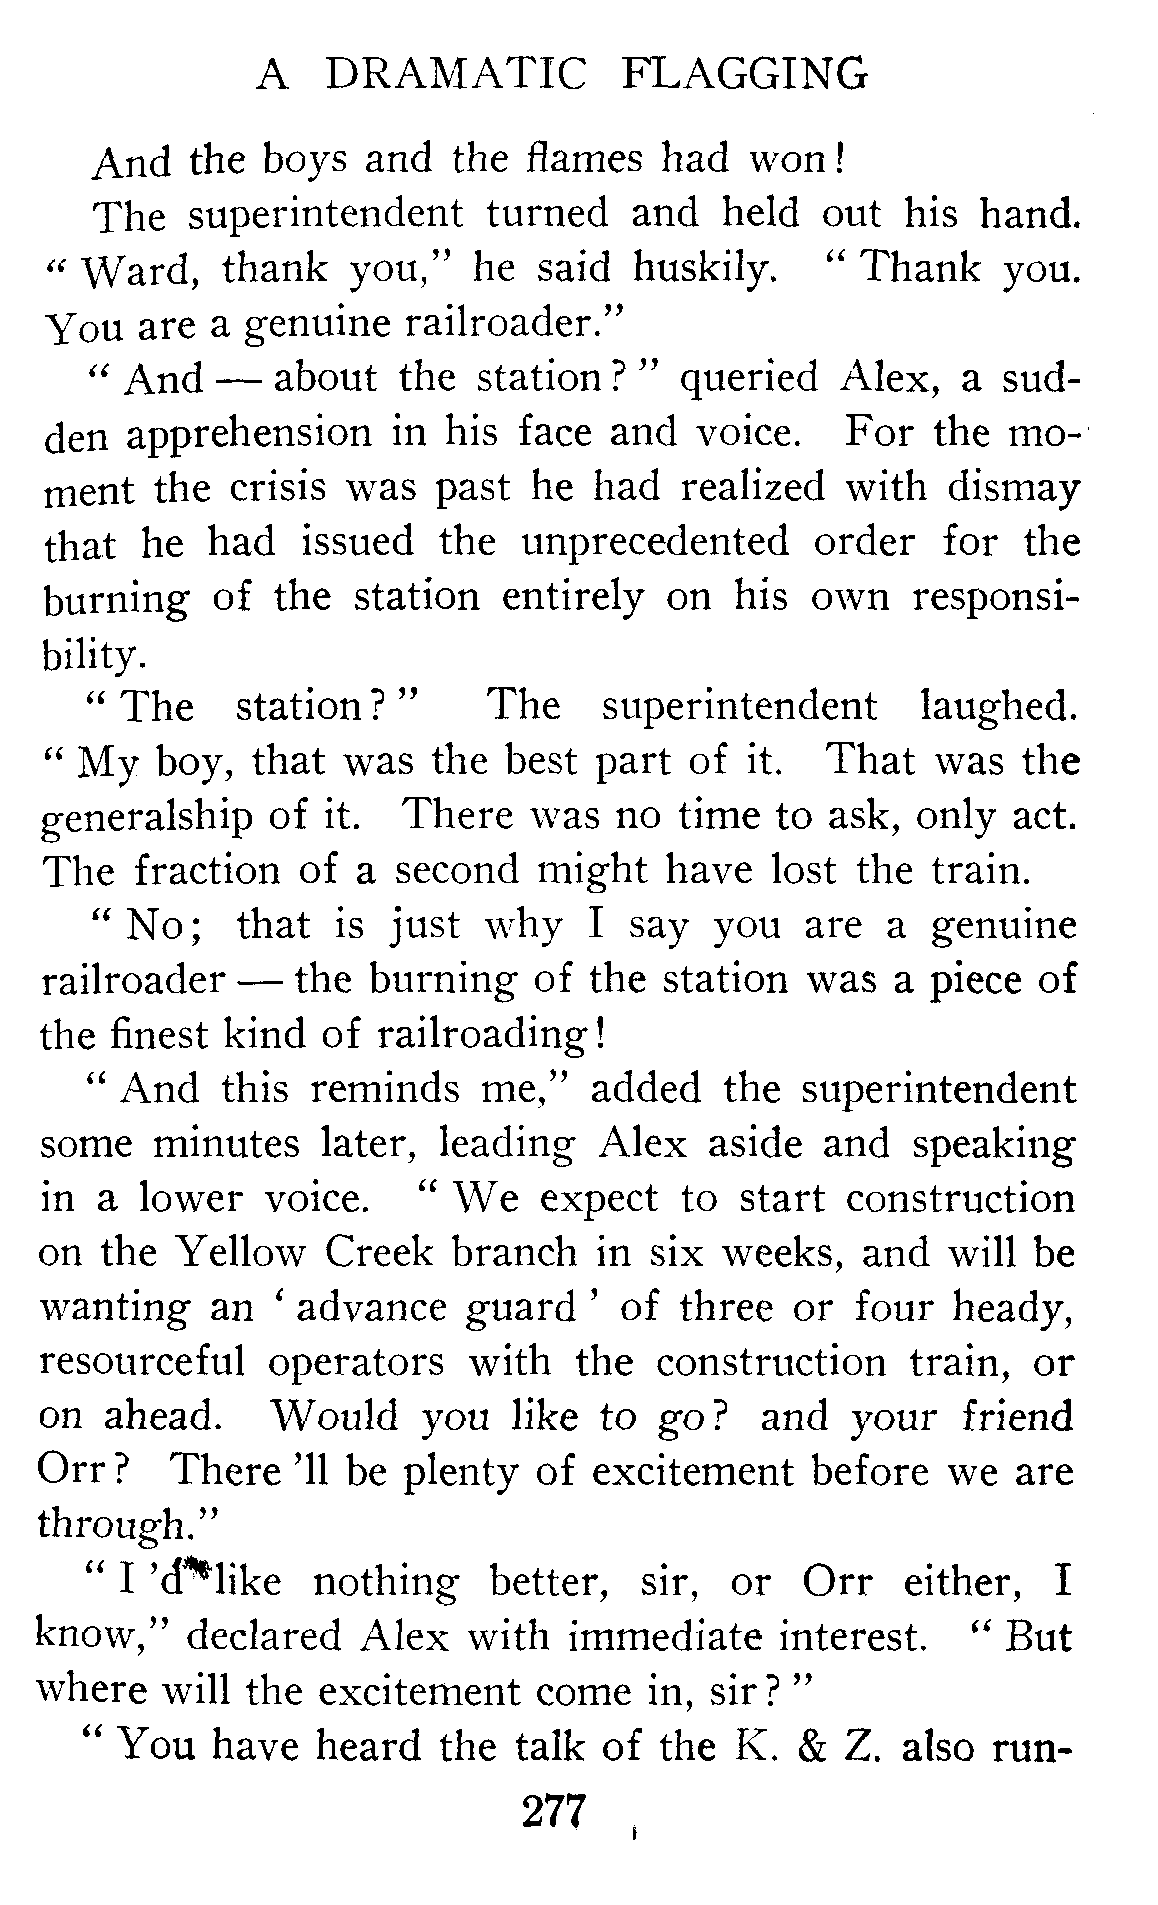 A DRAMATIC FLAGGING
And the boys and the flames had won!
The superintendent turned and held out his hand.
“ Ward, thank you,” he said huskily. “ Thank you.
You are a genuine railroader.”
“ And — about the station? ” queried Alex, a sud-
den apprehension in his face and voice. For the mo-
ment the crisis was past he had realized with dismay
that he had issued the unprecedented order for the
burning of the station entirely on his own responsi-
bility.
“ The station? ” The superintendent laughed.
“ My boy, that was the best part of it. That was the
generalship of it. There was no time to ask, only act.
The fraction of a second might have lost the train.
“ No; that is just why I say you are a genuine
railroader — the burning of the station was a piece of
the finest kind of railroading!
“ And this reminds me,” added the superintendent
some minutes later, leading Alex aside and speaking
in a lower voice. “ We expect to start construction
on the Yellow Creek branch in six weeks, and will be
wanting an ‘ advance guard ’ of three or four heady,
resourceful operators with the construction train, or
on ahead. Would you like to go? and your friend
Orr? There ’ll be plenty of excitement before we are
through.”
“ I ’d like nothing better, sir, or Orr either, I
know,” declared Alex with immediate interest. “ But
where will the excitement come in, sir? ”
“ You have heard the talk of the K. & Z. also run-
277